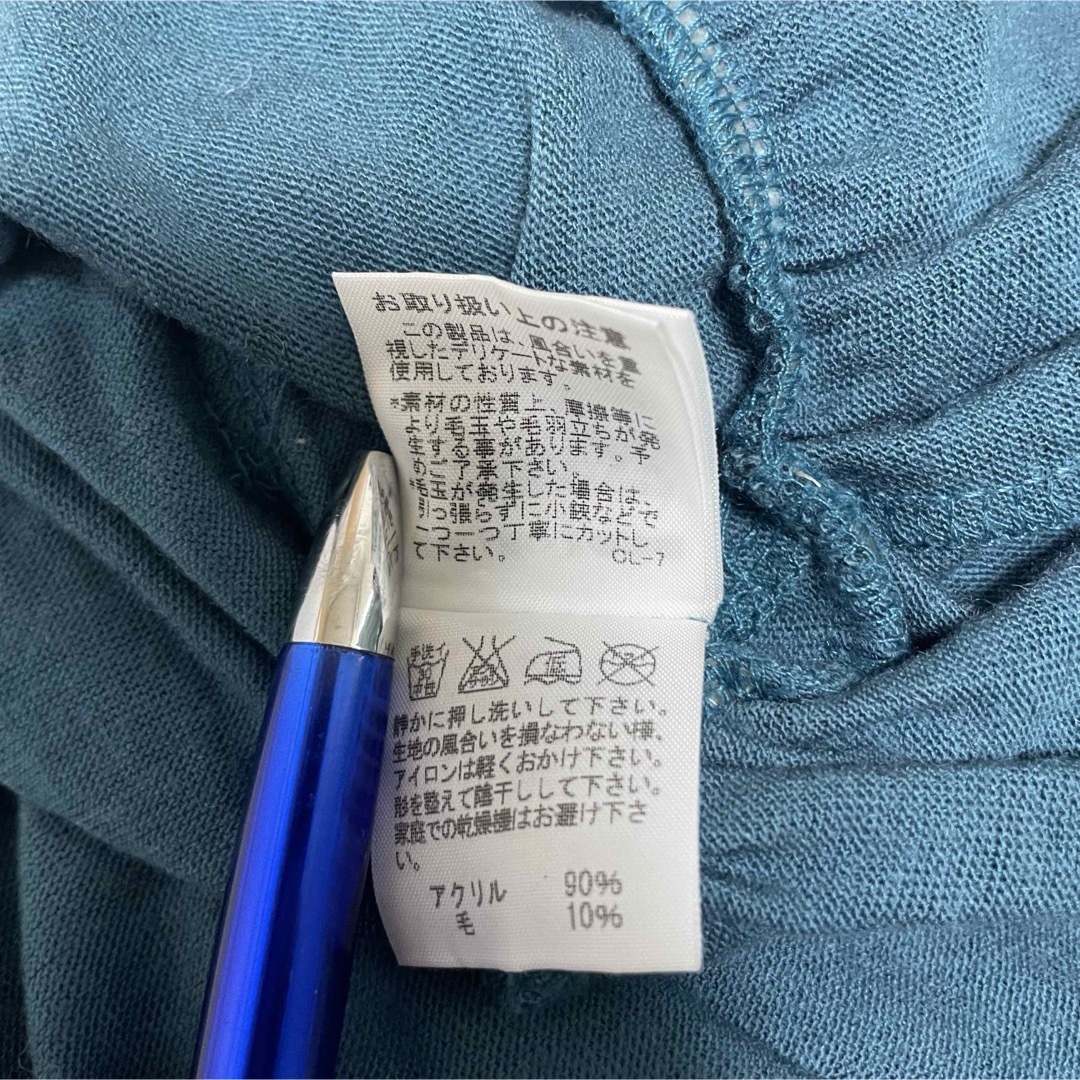 お取り扱い上の注意
この製品は、風合いを重
視したデリケートな素材を
使用しております。
*素材の性質上、摩擦等に
より毛玉や毛羽立ちが発
生する事があります。予
めご了承下さい。
*毛玉が発生した場合は、
引っ張らずに小鋏などで
一つ一つ丁寧にカットし
て下さい。 OL-7
手洗イ
30
中性
静かに押し洗いして下さい。
生地の風合いを損なわない様、
アイロンは軽くおかけ下さい。
形を整えて陰干しして下さい。
家庭での乾燥機はお避け下さ
い。
アクリル 90%
毛 10%